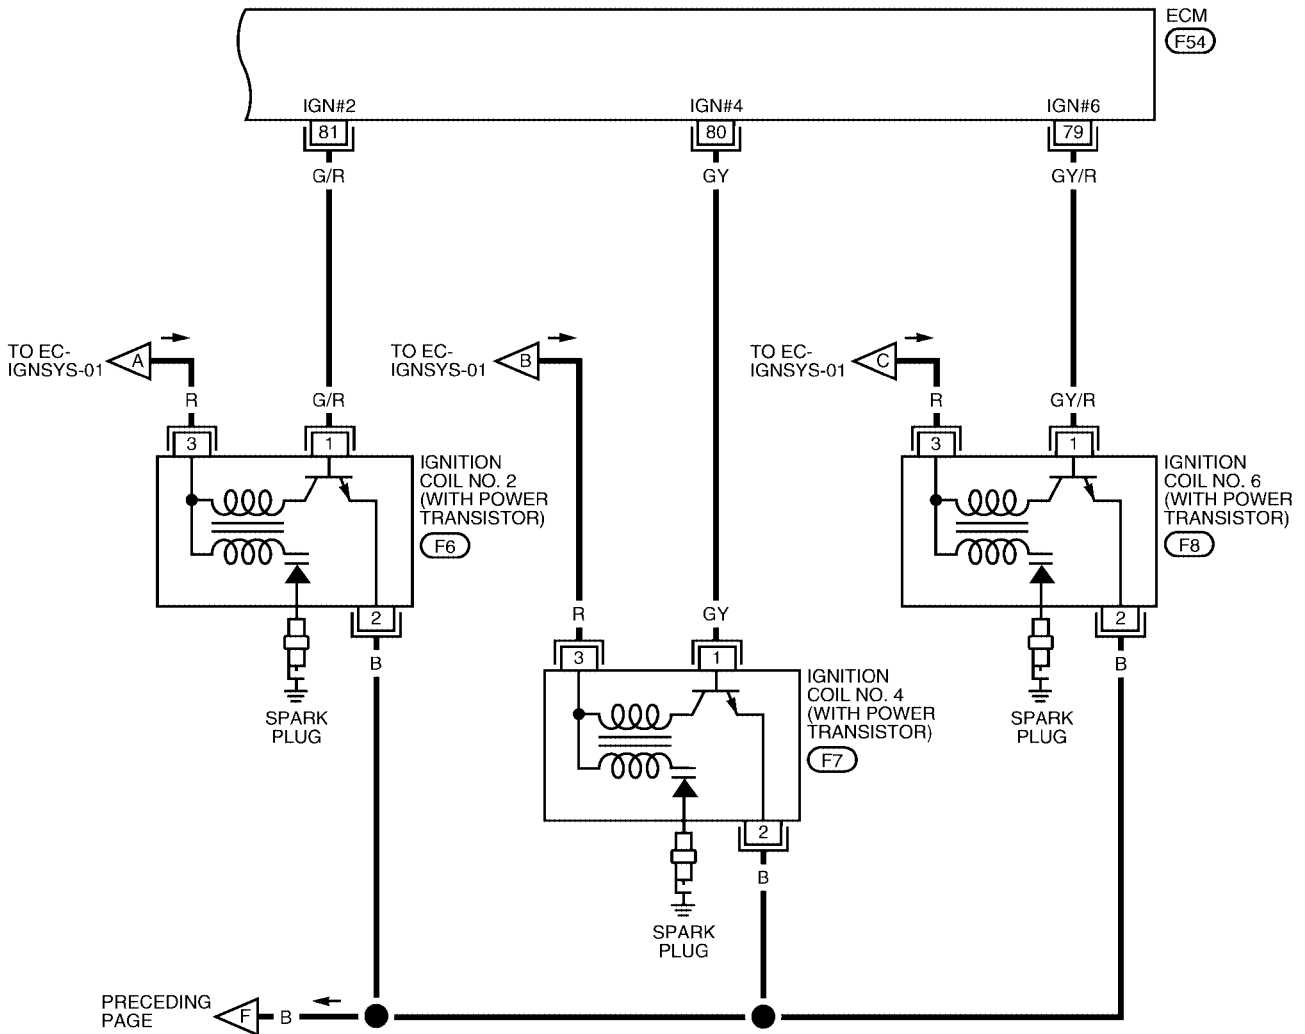 ECM
F54
IGN#2
IGN#4
IGN#6
81
80
79
G/R
GY
GY/R
TO EC-
IGNSYS-01
A
TO EC-
IGNSYS-01
B
TO EC-
IGNSYS-01
C
R
G/R
R
GY/R
3
1
3
1
IGNITION
COIL NO. 2
(WITH POWER
TRANSISTOR)
F6
IGNITION
COIL NO. 6
(WITH POWER
TRANSISTOR)
F8
2
2
R
GY
B
B
3
1
SPARK
PLUG
SPARK
PLUG
IGNITION
COIL NO. 4
(WITH POWER
TRANSISTOR)
F7
2
B
SPARK
PLUG
PRECEDING
PAGE
F
B